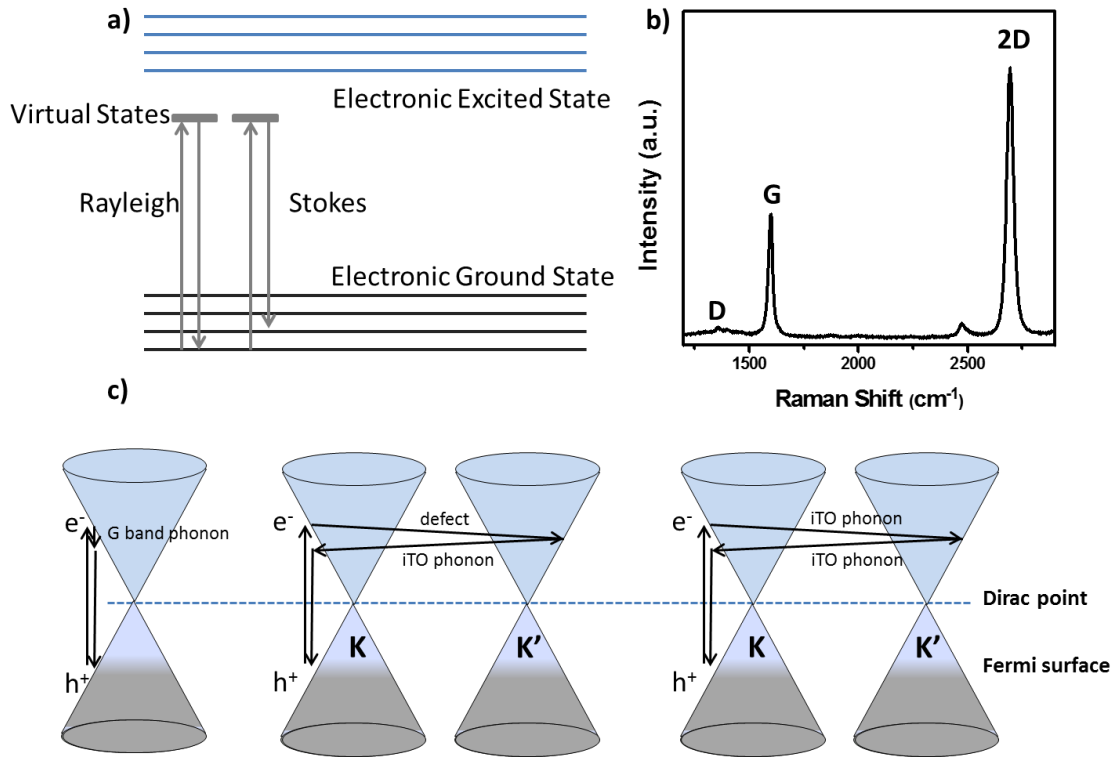 a)
Electronic Excited State
Virtual States
Rayleigh
Stokes
Electronic Ground State
b)
2D
G
D
Intensity (a.u.)
1500
2000
2500
Raman Shift (cm⁻¹)
c)
e⁻
G band phonon
h⁺
e⁻
defect
iTO phonon
K
K'
h⁺
e⁻
iTO phonon
iTO phonon
K
K'
h⁺
Dirac point
Fermi surface